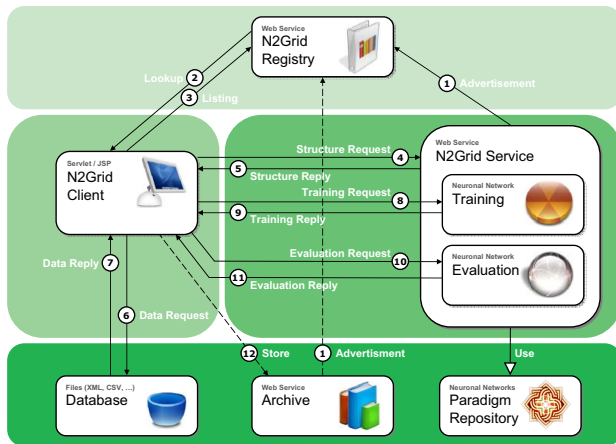 Web Service
N2Grid
Registry
Lookup 2
3 Listing
1 Advertisement
Servlet / JSP
N2Grid
Client
Structure Request 4
5 Structure Reply
Training Request 8
9 Training Reply
Evaluation Request 10
11 Evaluation Reply
Web Service
N2Grid Service
Neuronal Network
Training
Neuronal Network
Evaluation
Data Reply 7
6 Data Request
12 Store
1 Advertisment
Use
Files (XML, CSV, ...)
Database
Web Service
Archive
Neuronal Networks
Paradigm
Repository